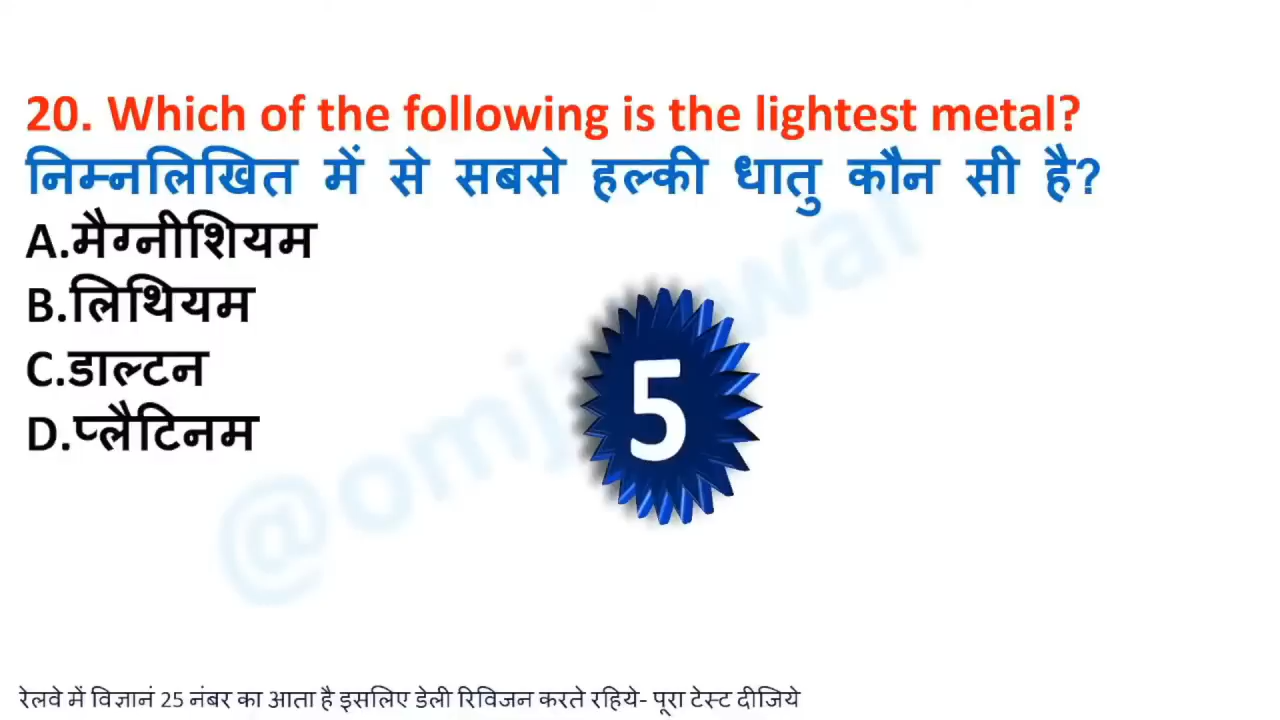 20. Which of the following is the lightest metal?
निम्नलिखित में से सबसे हल्की धातु कौन सी है?
A.मैग्नीशियम
B.लिथियम
C.डाल्टन
D.प्लैटिनम
5
रेलवे में विज्ञानं 25 नंबर का आता है इसलिए डेली रिविजन करते रहिये- पूरा टेस्ट दीजिये